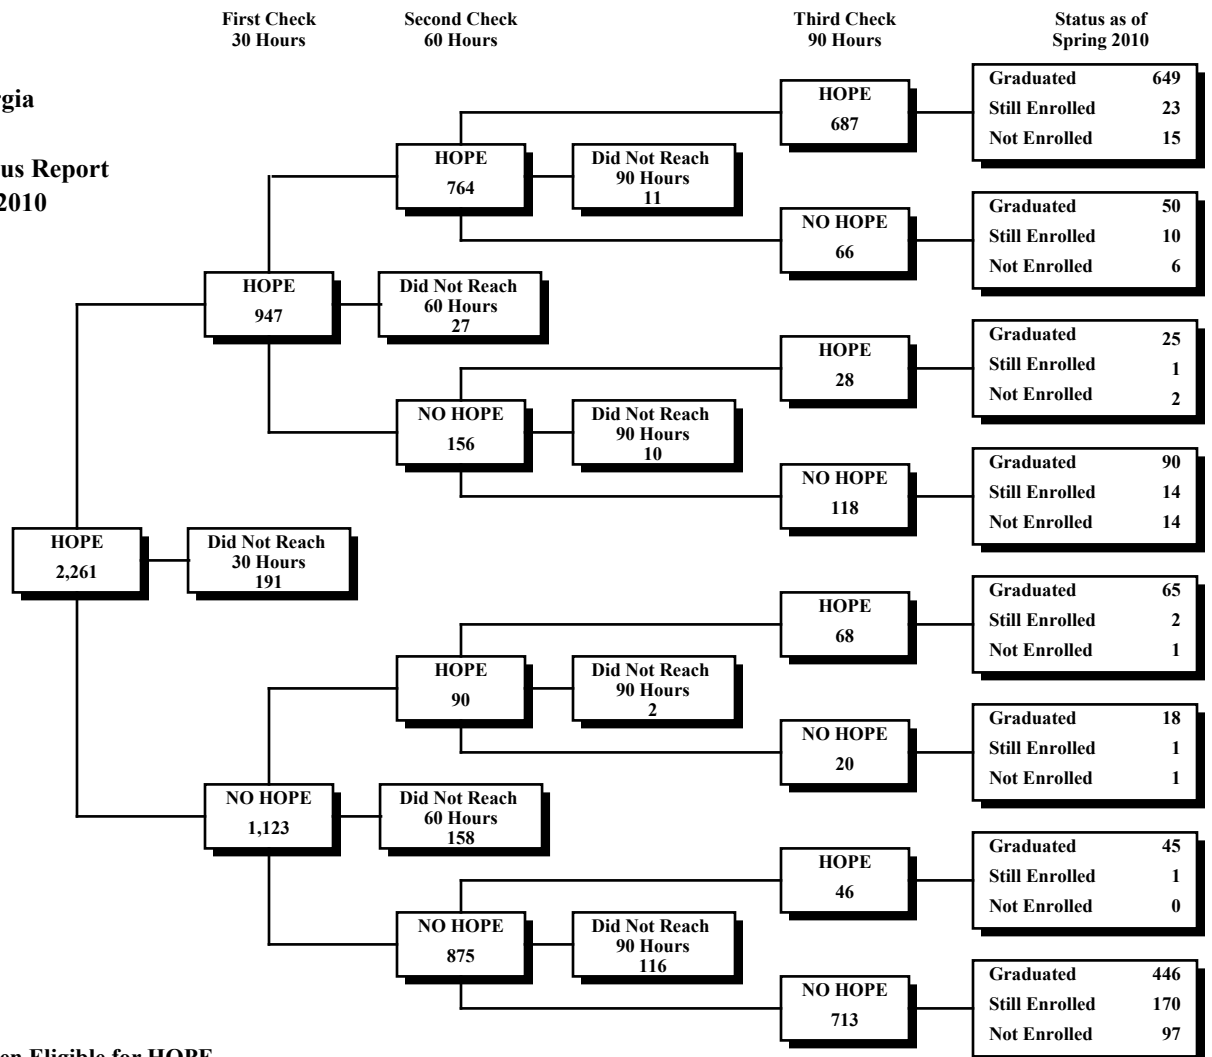 First Check
30 Hours
Second Check
60 Hours
Third Check
90 Hours
Status as of
Spring 2010
rgia
us Report
2010
HOPE
2,261
Did Not Reach
30 Hours
191
HOPE
947
Did Not Reach
60 Hours
27
NO HOPE
1,123
Did Not Reach
60 Hours
158
HOPE
764
Did Not Reach
90 Hours
11
NO HOPE
156
Did Not Reach
90 Hours
10
HOPE
90
Did Not Reach
90 Hours
2
NO HOPE
875
Did Not Reach
90 Hours
116
HOPE
687
Graduated 649
Still Enrolled 23
Not Enrolled 15
NO HOPE
66
Graduated 50
Still Enrolled 10
Not Enrolled 6
HOPE
28
Graduated 25
Still Enrolled 1
Not Enrolled 2
NO HOPE
118
Graduated 90
Still Enrolled 14
Not Enrolled 14
HOPE
68
Graduated 65
Still Enrolled 2
Not Enrolled 1
NO HOPE
20
Graduated 18
Still Enrolled 1
Not Enrolled 1
HOPE
46
Graduated 45
Still Enrolled 1
Not Enrolled 0
NO HOPE
713
Graduated 446
Still Enrolled 170
Not Enrolled 97
en Eligible for HOPE